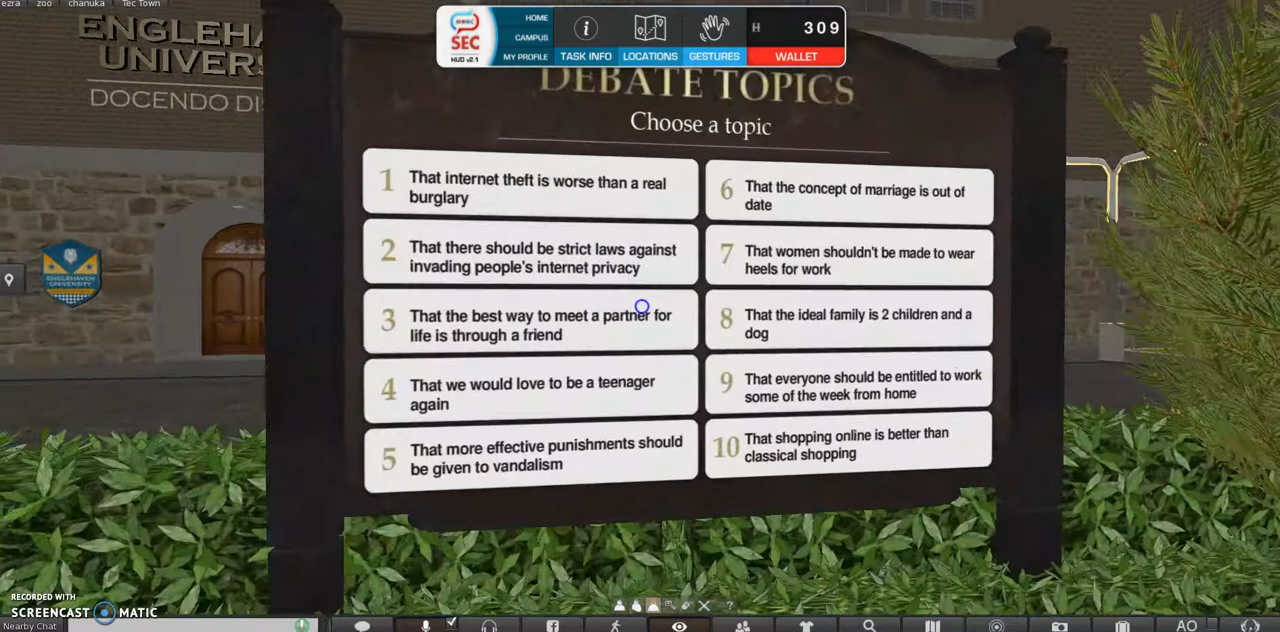 ezra zoo chanuka Tec Town
ENGLEHA
UNIVERS
DOCENDO DI
MOOC
SEC
HUD v2.1
HOME
CAMPUS
MY PROFILE
TASK INFO
LOCATIONS
GESTURES
309
WALLET
DEBATE TOPICS
Choose a topic
1 That internet theft is worse than a real
burglary
2 That there should be strict laws against
invading people's internet privacy
3 That the best way to meet a partner for
life is through a friend
4 That we would love to be a teenager
again
5 That more effective punishments should
be given to vandalism
6 That the concept of marriage is out of
date
7 That women shouldn't be made to wear
heels for work
8 That the ideal family is 2 children and a
dog
9 That everyone should be entitled to work
some of the week from home
10 That shopping online is better than
classical shopping
ENGLEHAVEN
UNIVERSITY
RECORDED WITH
SCREENCAST MATIC
Nearby Chat
AO